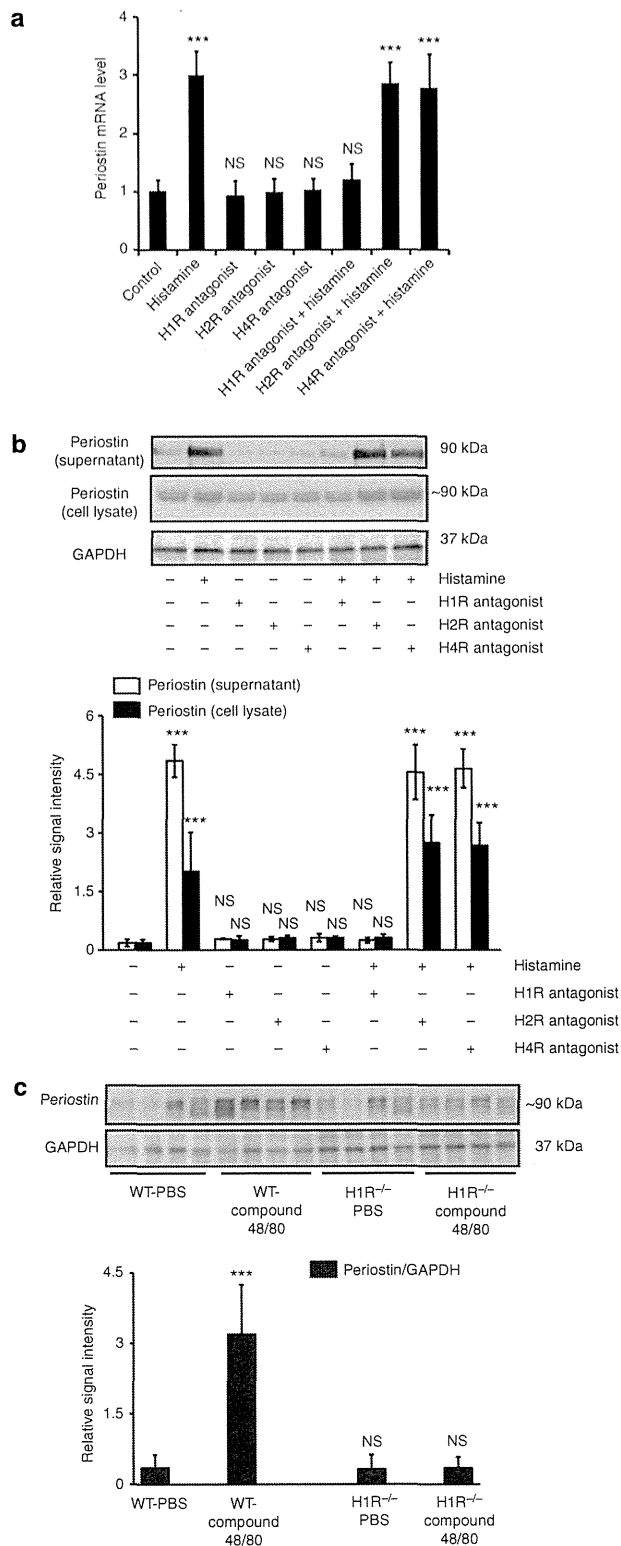 a
4
3
2
1
0
Periostin mRNA level
***
NS
NS
NS
NS
***
***
Control
Histamine
H1R antagonist
H2R antagonist
H4R antagonist
H1R antagonist + histamine
H2R antagonist + histamine
H4R antagonist + histamine
b
Periostin (supernatant)
90 kDa
Periostin (cell lysate)
~90 kDa
GAPDH
37 kDa
– + – – – + + + Histamine
– – + – – + – – H1R antagonist
– – – + – – + – H2R antagonist
– – – – + – – + H4R antagonist
Periostin (supernatant)
Periostin (cell lysate)
6
4.5
3
1.5
0
Relative signal intensity
***
***
NS
NS
NS
NS
NS
NS
NS
NS
***
***
***
***
– + – – – + + + Histamine
– – + – – + – – H1R antagonist
– – – + – – + – H2R antagonist
– – – – + – – + H4R antagonist
c
Periostin
~90 kDa
GAPDH
37 kDa
WT-PBS
WT-
compound
48/80
H1R–/–
PBS
H1R–/–
compound
48/80
Periostin/GAPDH
4.5
3
1.5
0
Relative signal intensity
***
NS
NS
WT-PBS
WT-
compound
48/80
H1R–/–
PBS
H1R–/–
compound
48/80